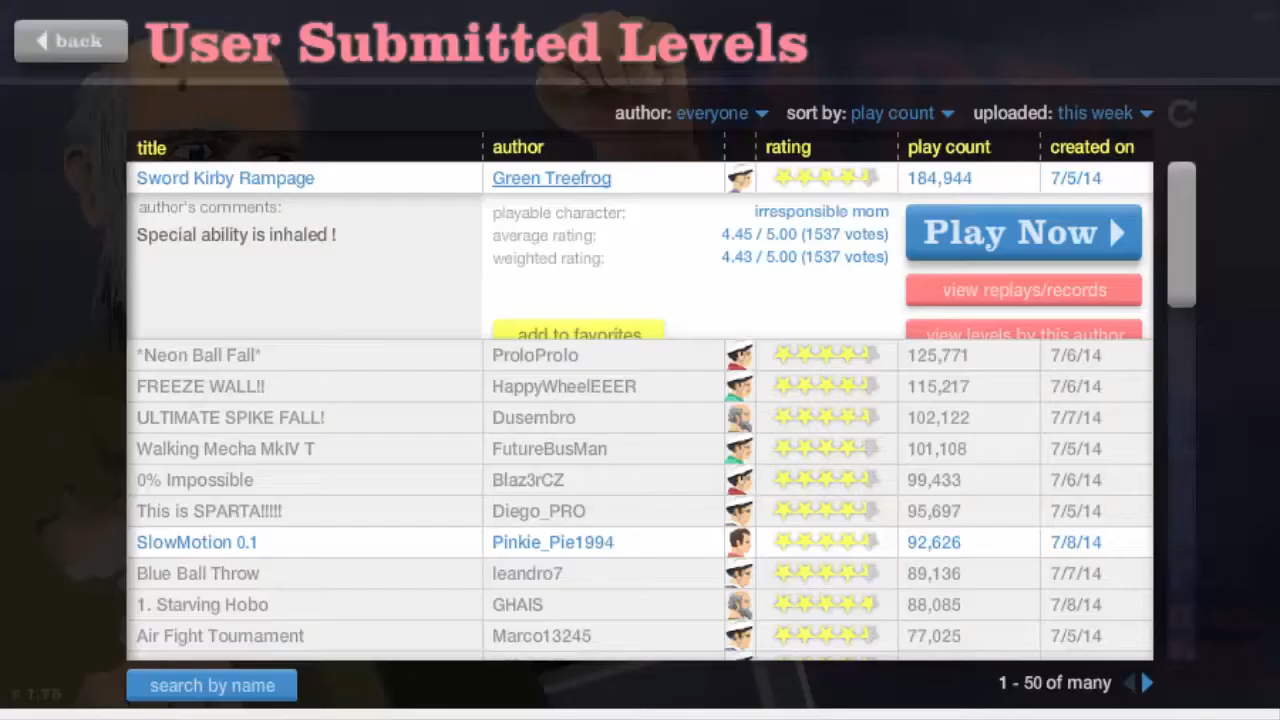 back
User Submitted Levels
author: everyone sort by: play count uploaded: this week
title author rating play count created on
Sword Kirby Rampage Green Treefrog 184,944 7/5/14
author's comments:
Special ability is inhaled !
playable character: irresponsible mom
average rating: 4.45 / 5.00 (1537 votes)
weighted rating: 4.43 / 5.00 (1537 votes)
Play Now
view replays/records
add to favorites
view levels by this author
*Neon Ball Fall* ProloProlo 125,771 7/6/14
FREEZE WALL!! HappyWheelEEER 115,217 7/6/14
ULTIMATE SPIKE FALL! Dusembro 102,122 7/7/14
Walking Mecha MkIV T FutureBusMan 101,108 7/5/14
0% Impossible Blaz3rCZ 99,433 7/6/14
This is SPARTA!!!!! Diego_PRO 95,697 7/5/14
SlowMotion 0.1 Pinkie_Pie1994 92,626 7/8/14
Blue Ball Throw leandro7 89,136 7/7/14
1. Starving Hobo GHAIS 88,085 7/8/14
Air Fight Tournament Marco13245 77,025 7/5/14
search by name
1 - 50 of many
1.75